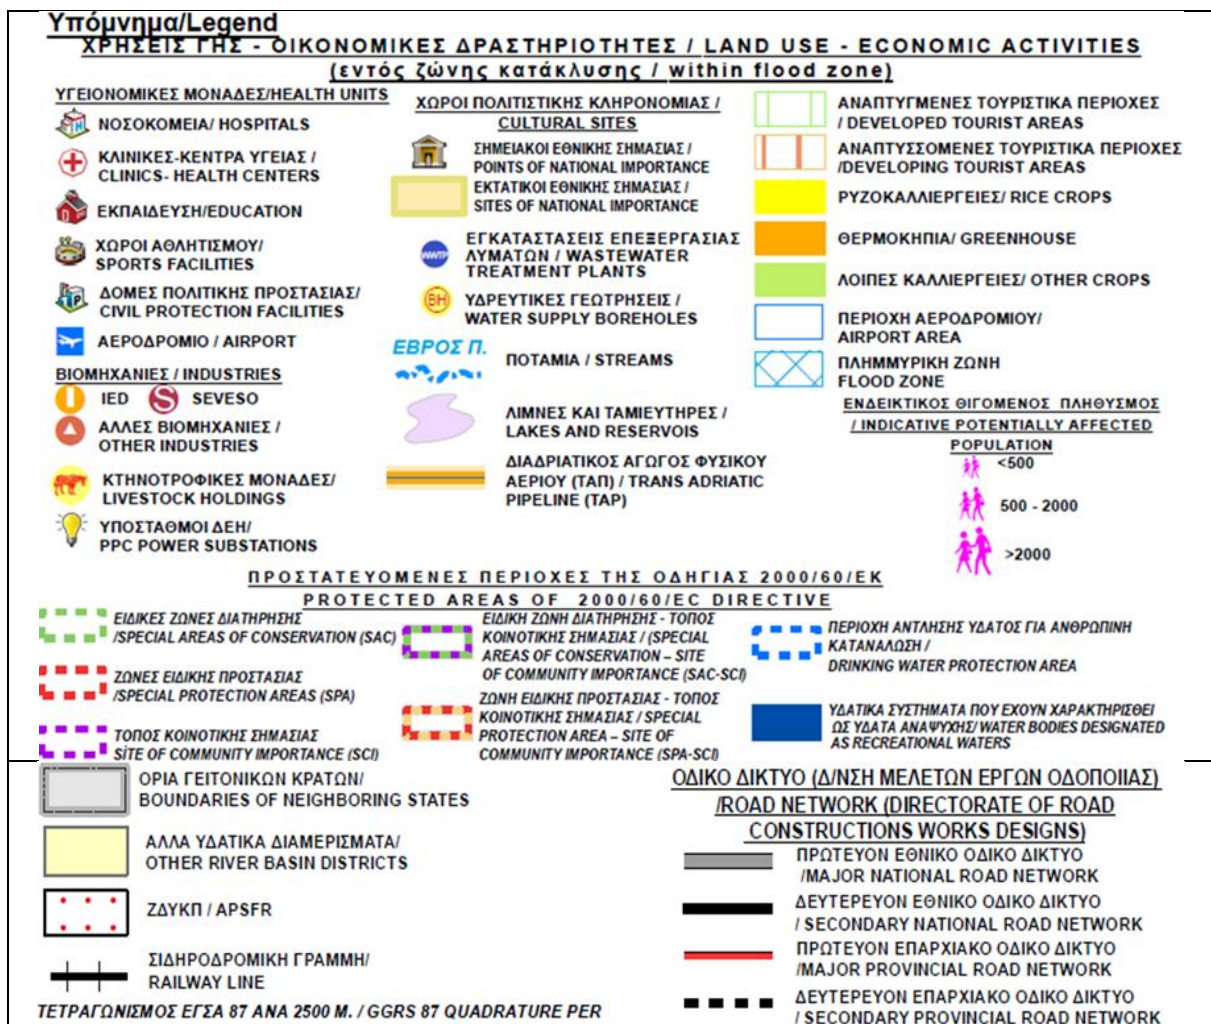 Υπόμνημα/Legend
ΧΡΗΣΕΙΣ ΓΗΣ - ΟΙΚΟΝΟΜΙΚΕΣ ΔΡΑΣΤΗΡΙΟΤΗΤΕΣ / LAND USE - ECONOMIC ACTIVITIES
(εντός ζώνης κατάκλυσης / within flood zone)
ΥΓΕΙΟΝΟΜΙΚΕΣ ΜΟΝΑΔΕΣ/HEALTH UNITS
ΝΟΣΟΚΟΜΕΙΑ/ HOSPITALS
ΚΛΙΝΙΚΕΣ-ΚΕΝΤΡΑ ΥΓΕΙΑΣ /
CLINICS- HEALTH CENTERS
ΕΚΠΑΙΔΕΥΣΗ/EDUCATION
ΧΩΡΟΙ ΑΘΛΗΤΙΣΜΟΥ/
SPORTS FACILITIES
ΔΟΜΕΣ ΠΟΛΙΤΙΚΗΣ ΠΡΟΣΤΑΣΙΑΣ/
CIVIL PROTECTION FACILITIES
ΑΕΡΟΔΡΟΜΙΟ / AIRPORT
ΒΙΟΜΗΧΑΝΙΕΣ / INDUSTRIES
IED
S
SEVESO
ΑΛΛΕΣ ΒΙΟΜΗΧΑΝΙΕΣ /
OTHER INDUSTRIES
ΚΤΗΝΟΤΡΟΦΙΚΕΣ ΜΟΝΑΔΕΣ/
LIVESTOCK HOLDINGS
ΥΠΟΣΤΑΘΜΟΙ ΔΕΗ/
PPC POWER SUBSTATIONS
ΧΩΡΟΙ ΠΟΛΙΤΙΣΤΙΚΗΣ ΚΛΗΡΟΝΟΜΙΑΣ /
CULTURAL SITES
ΣΗΜΕΙΑΚΟΙ ΕΘΝΙΚΗΣ ΣΗΜΑΣΙΑΣ /
POINTS OF NATIONAL IMPORTANCE
ΕΚΤΑΤΙΚΟΙ ΕΘΝΙΚΗΣ ΣΗΜΑΣΙΑΣ /
SITES OF NATIONAL IMPORTANCE
WWTP
ΕΓΚΑΤΑΣΤΑΣΕΙΣ ΕΠΕΞΕΡΓΑΣΙΑΣ
ΛΥΜΑΤΩΝ / WASTEWATER
TREATMENT PLANTS
BH
ΥΔΡΕΥΤΙΚΕΣ ΓΕΩΤΡΗΣΕΙΣ /
WATER SUPPLY BOREHOLES
ΕΒΡΟΣ Π.
ΠΟΤΑΜΙΑ / STREAMS
ΛΙΜΝΕΣ ΚΑΙ ΤΑΜΙΕΥΤΗΡΕΣ /
LAKES AND RESERVOIS
ΔΙΑΔΡΙΑΤΙΚΟΣ ΑΓΩΓΟΣ ΦΥΣΙΚΟΥ
ΑΕΡΙΟΥ (ΤΑΠ) / TRANS ADRIATIC
PIPELINE (TAP)
ΑΝΑΠΤΥΓΜΕΝΕΣ ΤΟΥΡΙΣΤΙΚΑ ΠΕΡΙΟΧΕΣ
/ DEVELOPED TOURIST AREAS
ΑΝΑΠΤΥΣΣΟΜΕΝΕΣ ΤΟΥΡΙΣΤΙΚΑ ΠΕΡΙΟΧΕΣ
/DEVELOPING TOURIST AREAS
ΡΥΖΟΚΑΛΛΙΕΡΓΕΙΕΣ/ RICE CROPS
ΘΕΡΜΟΚΗΠΙΑ/ GREENHOUSE
ΛΟΙΠΕΣ ΚΑΛΛΙΕΡΓΕΙΕΣ/ OTHER CROPS
ΠΕΡΙΟΧΗ ΑΕΡΟΔΡΟΜΙΟΥ/
AIRPORT AREA
ΠΛΗΜΜΥΡΙΚΗ ΖΩΝΗ
FLOOD ZONE
ΕΝΔΕΙΚΤΙΚΟΣ ΘΙΓΟΜΕΝΟΣ ΠΛΗΘΥΣΜΟΣ
/ INDICATIVE POTENTIALLY AFFECTED
POPULATION
<500
500 - 2000
>2000
ΠΡΟΣΤΑΤΕΥΟΜΕΝΕΣ ΠΕΡΙΟΧΕΣ ΤΗΣ ΟΔΗΓΙΑΣ 2000/60/ΕΚ
PROTECTED AREAS OF 2000/60/EC DIRECTIVE
ΕΙΔΙΚΕΣ ΖΩΝΕΣ ΔΙΑΤΗΡΗΣΗΣ
/SPECIAL AREAS OF CONSERVATION (SAC)
ΖΩΝΕΣ ΕΙΔΙΚΗΣ ΠΡΟΣΤΑΣΙΑΣ
/SPECIAL PROTECTION AREAS (SPA)
ΤΟΠΟΣ ΚΟΙΝΟΤΙΚΗΣ ΣΗΜΑΣΙΑΣ
SITE OF COMMUNITY IMPORTANCE (SCI)
ΕΙΔΙΚΗ ΖΩΝΗ ΔΙΑΤΗΡΗΣΗΣ - ΤΟΠΟΣ
ΚΟΙΝΟΤΙΚΗΣ ΣΗΜΑΣΙΑΣ / (SPECIAL
AREAS OF CONSERVATION – SITE
OF COMMUNITY IMPORTANCE (SAC-SCI)
ΖΩΝΗ ΕΙΔΙΚΗΣ ΠΡΟΣΤΑΣΙΑΣ - ΤΟΠΟΣ
ΚΟΙΝΟΤΙΚΗΣ ΣΗΜΑΣΙΑΣ / SPECIAL
PROTECTION AREA – SITE OF
COMMUNITY IMPORTANCE (SPA-SCI)
ΠΕΡΙΟΧΗ ΑΝΤΛΗΣΗΣ ΥΔΑΤΟΣ ΓΙΑ ΑΝΘΡΩΠΙΝΗ
ΚΑΤΑΝΑΛΩΣΗ /
DRINKING WATER PROTECTION AREA
ΥΔΑΤΙΚΑ ΣΥΣΤΗΜΑΤΑ ΠΟΥ ΕΧΟΥΝ ΧΑΡΑΚΤΗΡΙΣΘΕΙ
ΩΣ ΥΔΑΤΑ ΑΝΑΨΥΧΗΣ/ WATER BODIES DESIGNATED
AS RECREATIONAL WATERS
ΟΡΙΑ ΓΕΙΤΟΝΙΚΩΝ ΚΡΑΤΩΝ/
BOUNDARIES OF NEIGHBORING STATES
ΑΛΛΑ ΥΔΑΤΙΚΑ ΔΙΑΜΕΡΙΣΜΑΤΑ/
OTHER RIVER BASIN DISTRICTS
ΖΔΥΚΠ / APSFR
ΣΙΔΗΡΟΔΡΟΜΙΚΗ ΓΡΑΜΜΗ/
RAILWAY LINE
ΤΕΤΡΑΓΩΝΙΣΜΟΣ ΕΓΣΑ 87 ΑΝΑ 2500 Μ. / GGRS 87 QUADRATURE PER
ΟΔΙΚΟ ΔΙΚΤΥΟ (Δ/ΝΣΗ ΜΕΛΕΤΩΝ ΕΡΓΩΝ ΟΔΟΠΟΙΙΑΣ)
/ROAD NETWORK (DIRECTORATE OF ROAD
CONSTRUCTIONS WORKS DESIGNS)
ΠΡΩΤΕΥΟΝ ΕΘΝΙΚΟ ΟΔΙΚΟ ΔΙΚΤΥΟ
/MAJOR NATIONAL ROAD NETWORK
ΔΕΥΤΕΡΕΥΟΝ ΕΘΝΙΚΟ ΟΔΙΚΟ ΔΙΚΤΥΟ
/ SECONDARY NATIONAL ROAD NETWORK
ΠΡΩΤΕΥΟΝ ΕΠΑΡΧΙΑΚΟ ΟΔΙΚΟ ΔΙΚΤΥΟ
/MAJOR PROVINCIAL ROAD NETWORK
ΔΕΥΤΕΡΕΥΟΝ ΕΠΑΡΧΙΑΚΟ ΟΔΙΚΟ ΔΙΚΤΥΟ
/ SECONDARY PROVINCIAL ROAD NETWORK